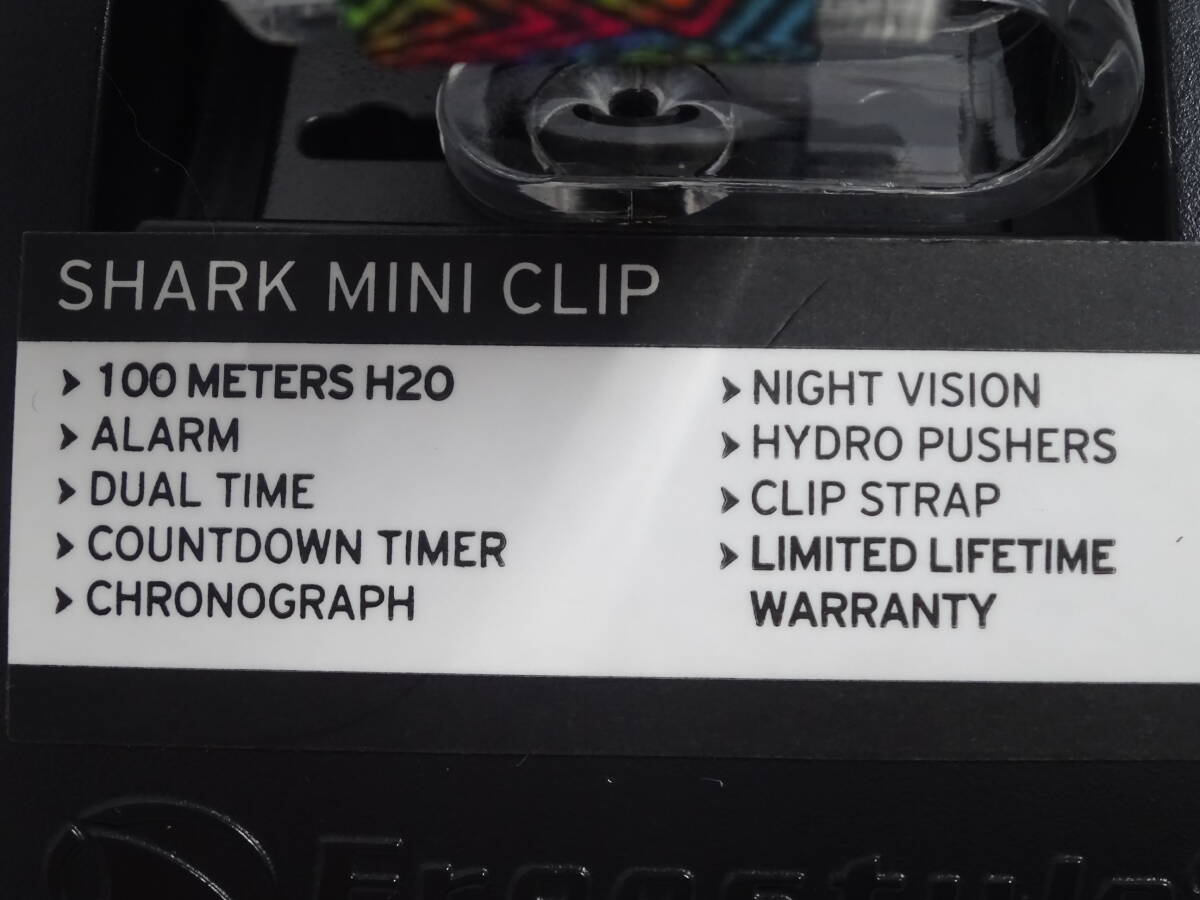 SHARK MINI CLIP
100 METERS H2O
ALARM
DUAL TIME
COUNTDOWN TIMER
CHRONOGRAPH
NIGHT VISION
HYDRO PUSHERS
CLIP STRAP
LIMITED LIFETIME
WARRANTY
Freestyle